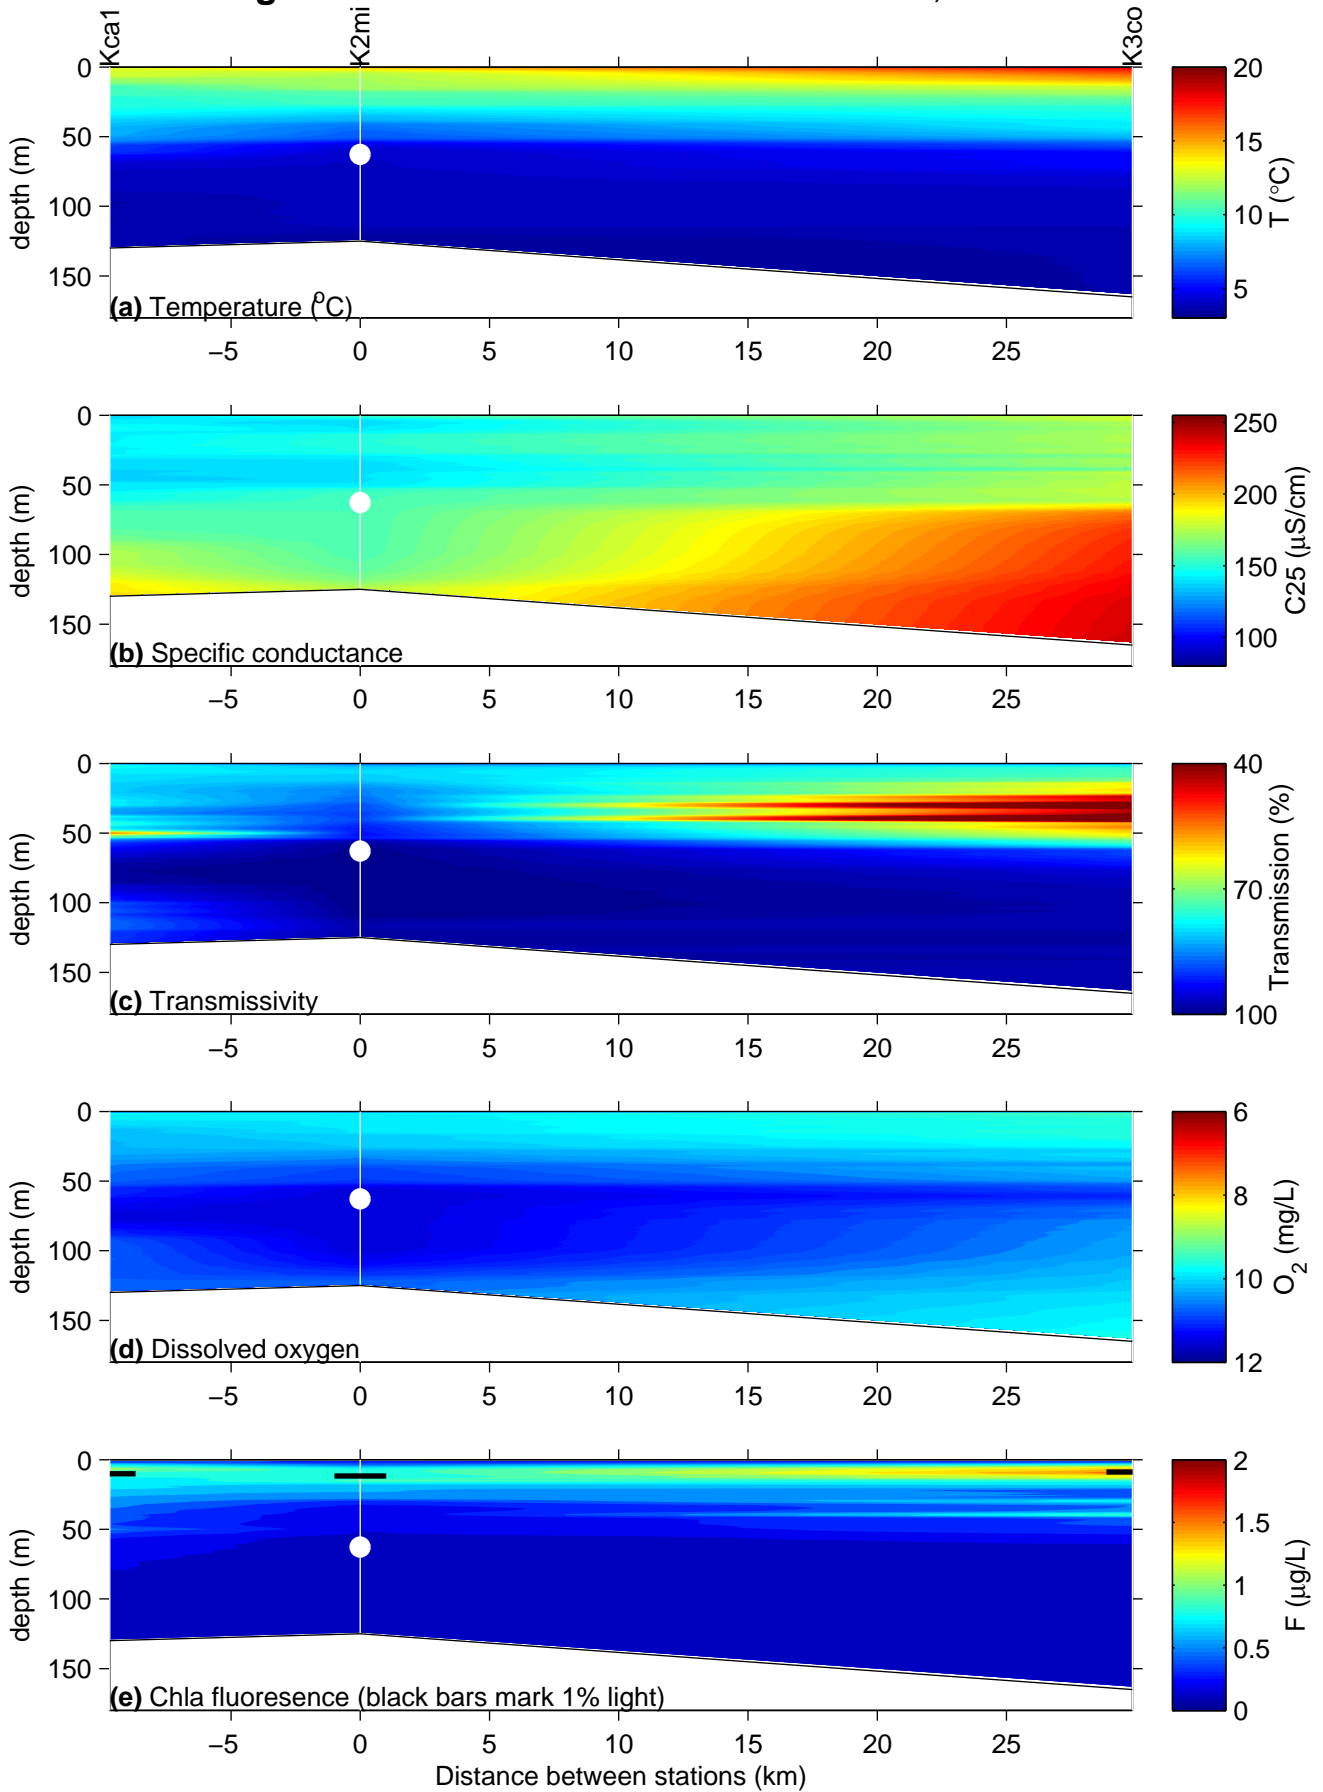 Kca1 K2mi K3co
0
50
100
150
depth (m)
(a) Temperature (°C)
−5 0 5 10 15 20 25
20
15
10
5
T (°C)
0
50
100
150
depth (m)
(b) Specific conductance
−5 0 5 10 15 20 25
250
200
150
100
C25 (μS/cm)
0
50
100
150
depth (m)
(c) Transmissivity
−5 0 5 10 15 20 25
40
70
100
Transmission (%)
0
50
100
150
depth (m)
(d) Dissolved oxygen
−5 0 5 10 15 20 25
6
8
10
12
O2 (mg/L)
0
50
100
150
depth (m)
(e) Chla fluoresence (black bars mark 1% light)
−5 0 5 10 15 20 25
2
1.5
1
0.5
0
F (μg/L)
Distance between stations (km)